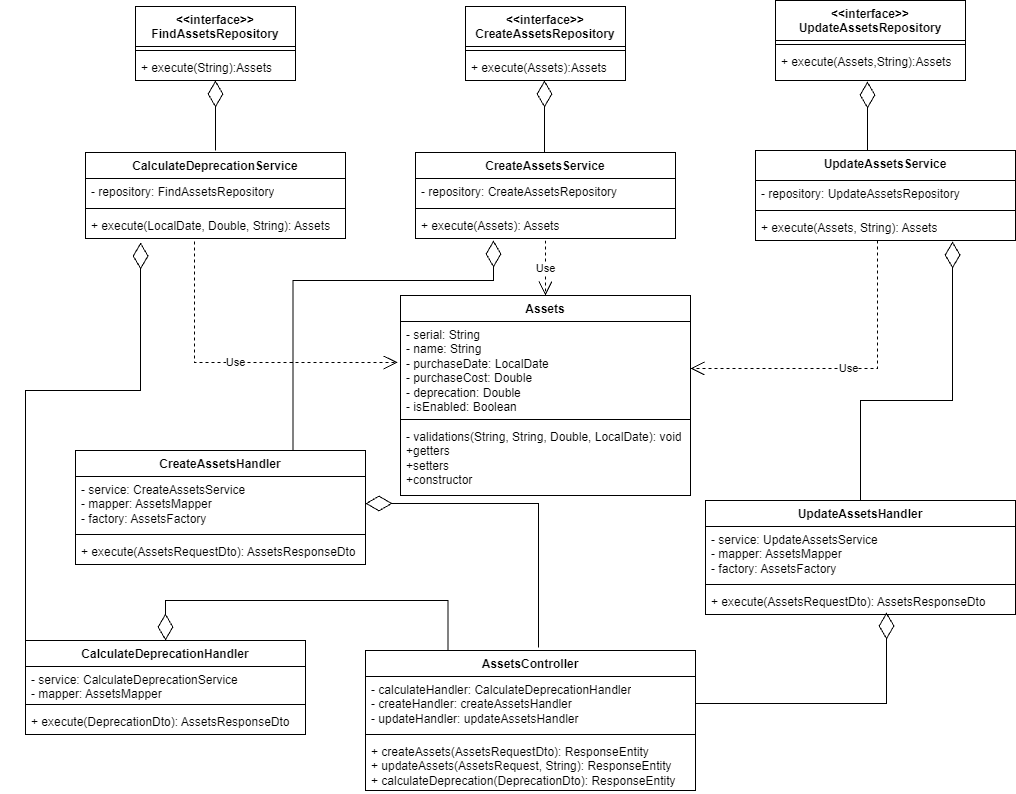 <<interface>>
FindAssetsRepository
+ execute(String):Assets
<<interface>>
CreateAssetsRepository
+ execute(Assets):Assets
<<interface>>
UpdateAssetsRepository
+ execute(Assets,String):Assets
CalculateDeprecationService
- repository: FindAssetsRepository
+ execute(LocalDate, Double, String): Assets
CreateAssetsService
- repository: CreateAssetsRepository
+ execute(Assets): Assets
UpdateAssetsService
- repository: UpdateAssetsRepository
+ execute(Assets, String): Assets
Use
Use
Use
Assets
- serial: String
- name: String
- purchaseDate: LocalDate
- purchaseCost: Double
- deprecation: Double
- isEnabled: Boolean
- validations(String, String, Double, LocalDate): void
+getters
+setters
+constructor
CreateAssetsHandler
- service: CreateAssetsService
- mapper: AssetsMapper
- factory: AssetsFactory
+ execute(AssetsRequestDto): AssetsResponseDto
UpdateAssetsHandler
- service: UpdateAssetsService
- mapper: AssetsMapper
- factory: AssetsFactory
+ execute(AssetsRequestDto): AssetsResponseDto
CalculateDeprecationHandler
- service: CalculateDeprecationService
- mapper: AssetsMapper
+ execute(DeprecationDto): AssetsResponseDto
AssetsController
- calculateHandler: CalculateDeprecationHandler
- createHandler: createAssetsHandler
- updateHandler: updateAssetsHandler
+ createAssets(AssetsRequestDto): ResponseEntity
+ updateAssets(AssetsRequest, String): ResponseEntity
+ calculateDeprecation(DeprecationDto): ResponseEntity